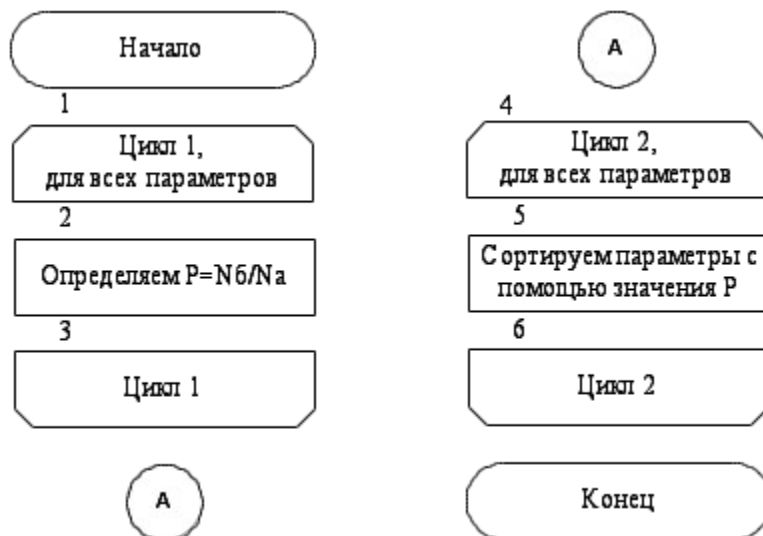 Начало
1
Цикл 1,
для всех параметров
2
Определяем P=Nб/Na
3
Цикл 1
А
А
4
Цикл 2,
для всех параметров
5
Сортируем параметры с
помощью значения P
6
Цикл 2
Конец